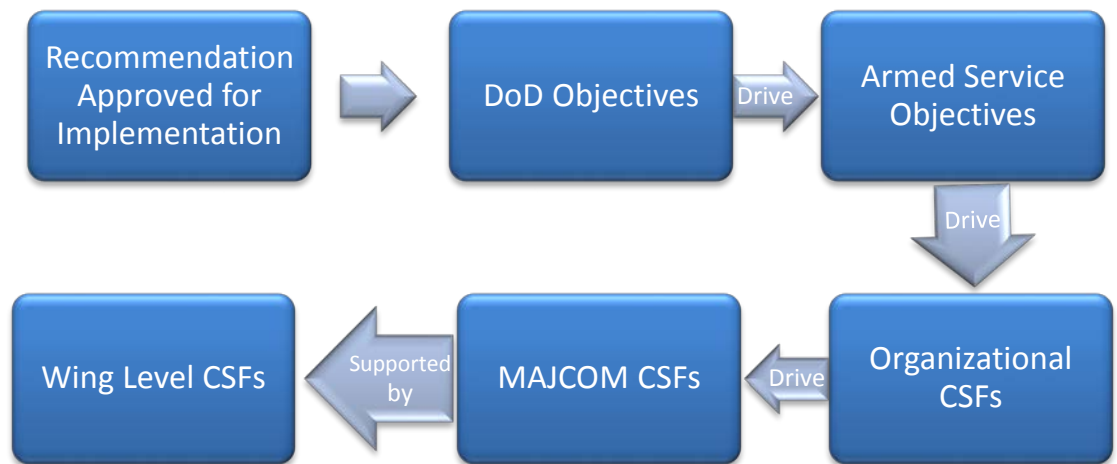 Recommendation
Approved for
Implementation
DoD Objectives
Drive
Armed Service
Objectives
Drive
Organizational
CSFs
Drive
MAJCOM CSFs
Supported
by
Wing Level CSFs